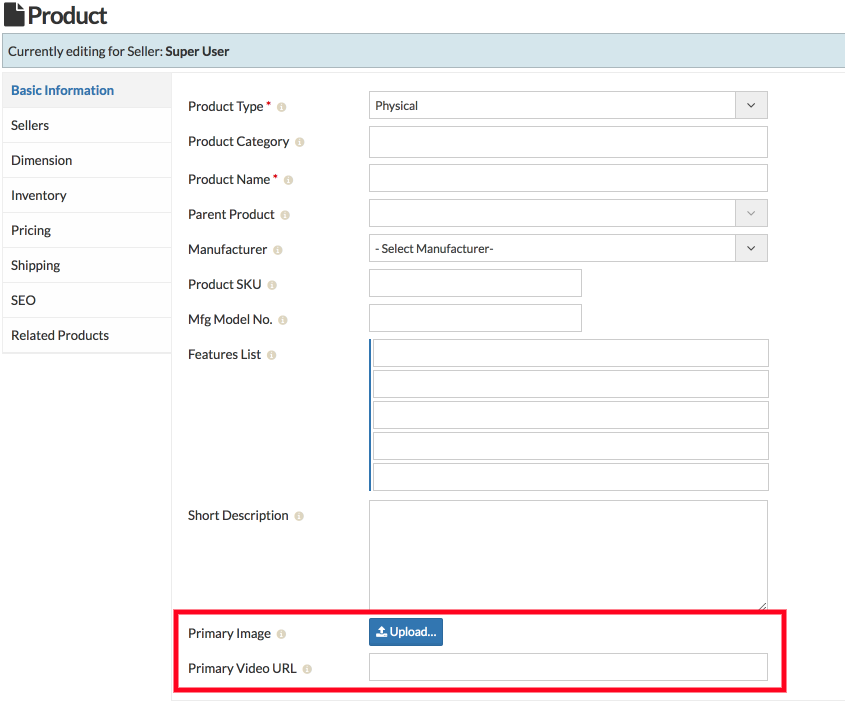 Product
Currently editing for Seller: Super User
Basic Information
Sellers
Dimension
Inventory
Pricing
Shipping
SEO
Related Products
Product Type *
Physical
Product Category
Product Name *
Parent Product
Manufacturer
- Select Manufacturer-
Product SKU
Mfg Model No.
Features List
Short Description
Primary Image
Upload...
Primary Video URL